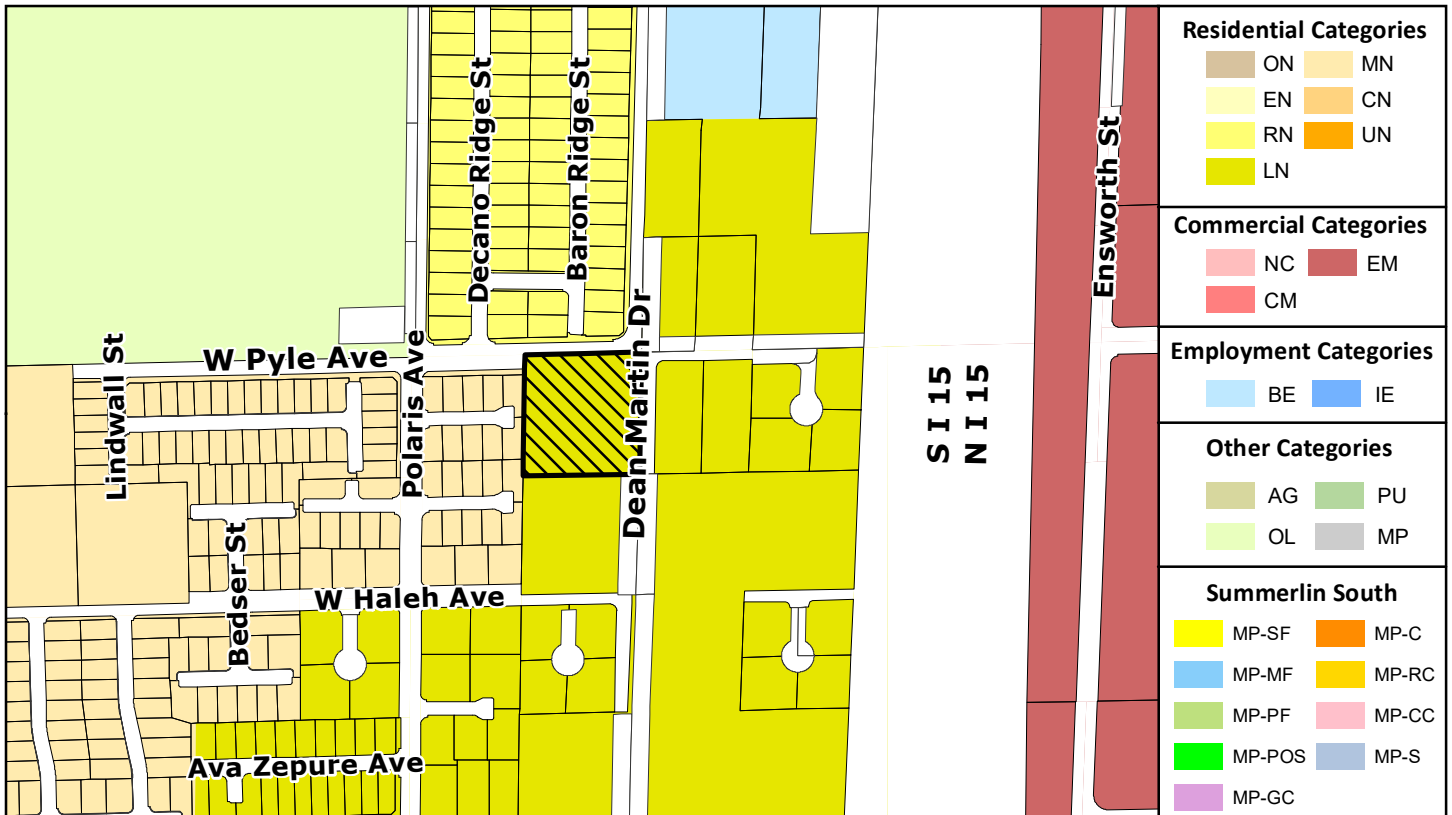 Decano Ridge St
Baron Ridge St
Ensworth St
Lindwall St
W Pyle Ave
Polaris Ave
Dean Martin Dr
S I 15
N I 15
Bedser St
W Haleh Ave
Ava Zepure Ave
Residential Categories
ON MN
EN CN
RN UN
LN
Commercial Categories
NC EM
CM
Employment Categories
BE IE
Other Categories
AG PU
OL MP
Summerlin South
MP-SF MP-C
MP-MF MP-RC
MP-PF MP-CC
MP-POS MP-S
MP-GC